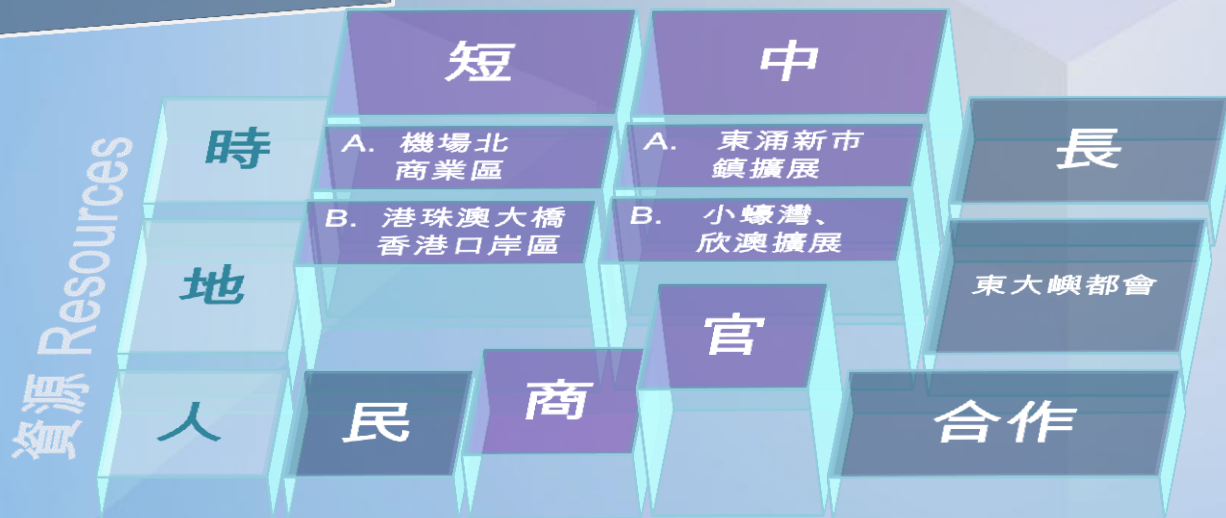 資源 Resources
時
短
中
長
地
A. 機場北
商業區
B. 港珠澳大橋
香港口岸區
A. 東涌新市
鎮擴展
B. 小蠔灣、
欣澳擴展
東大嶼都會
人
民
商
官
合作